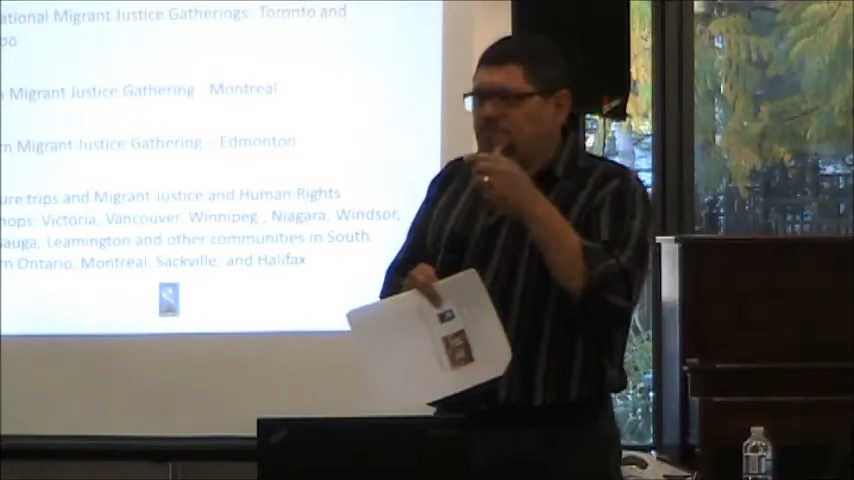 ational Migrant Justice Gatherings: Toronto and
oo
Migrant Justice Gathering - Montreal
rn Migrant Justice Gathering - Edmonton
ure trips and Migrant Justice and Human Rights
hops: Victoria, Vancouver, Winnipeg , Niagara, Windsor,
auga, Leamington and other communities in South
rn Ontario, Montreal, Sackville, and Halifax